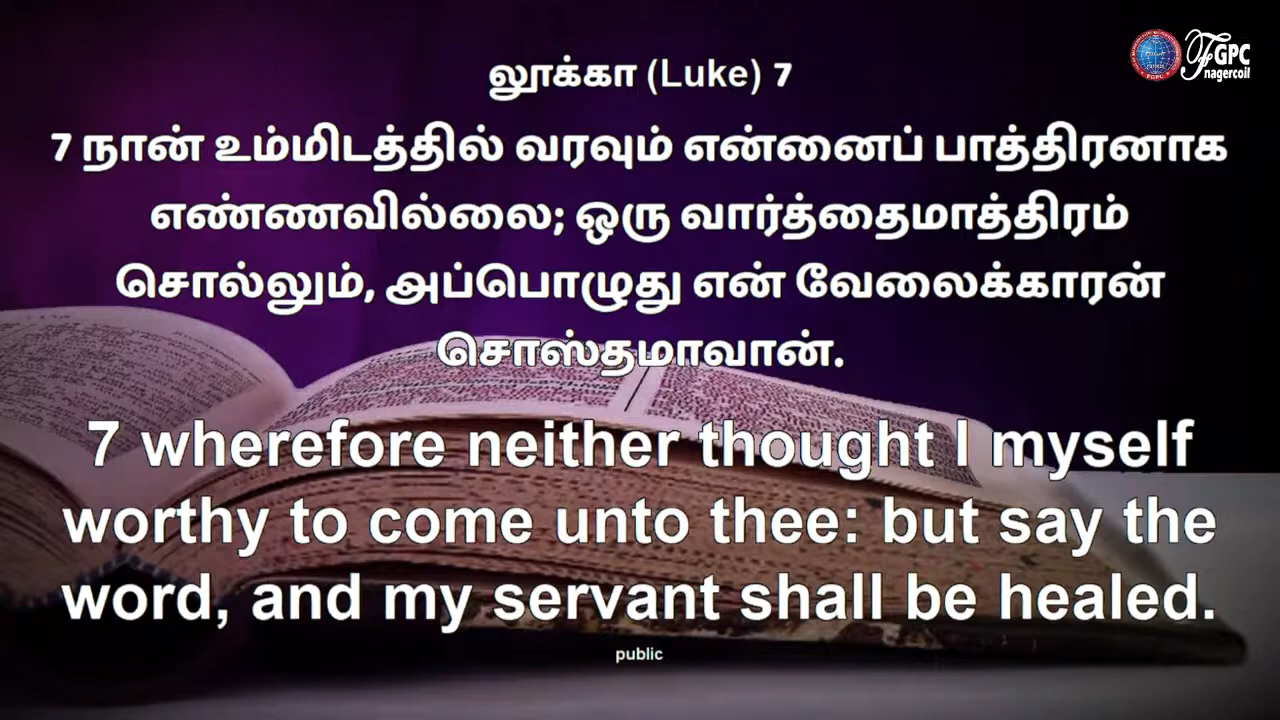 FGPC
nagercoil
லூக்கா (Luke) 7
7 நான் உம்மிடத்தில் வரவும் என்னைப் பாத்திரனாக
எண்ணவில்லை; ஒரு வார்த்தைமாத்திரம்
சொல்லும், அப்பொழுது என் வேலைக்காரன்
சொஸ்தமாவான்.
7 wherefore neither thought I myself
worthy to come unto thee: but say the
word, and my servant shall be healed.
public